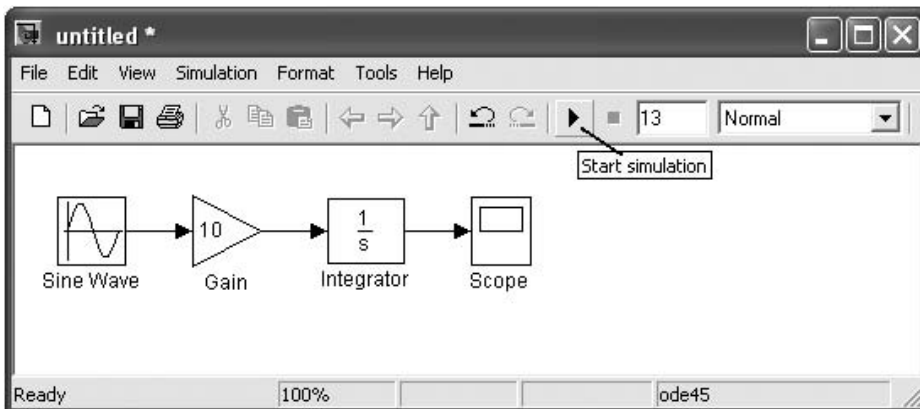 untitled *
File Edit View Simulation Format Tools Help
13 Normal
Start simulation
10 1
s
Sine Wave Gain Integrator Scope
Ready 100% ode45